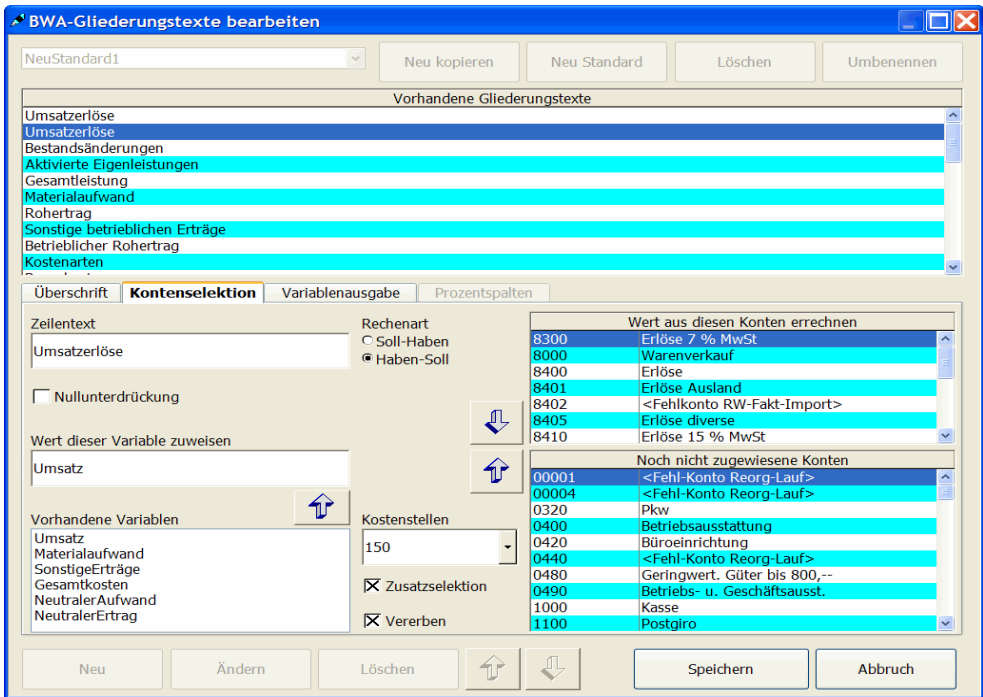 BWA-Gliederungstexte bearbeiten
NeuStandard1
Neu kopieren
Neu Standard
Löschen
Umbenennen
Vorhandene Gliederungstexte
Umsatzerlöse
Umsatzerlöse
Bestandsänderungen
Aktivierte Eigenleistungen
Gesamtleistung
Materialaufwand
Rohertrag
Sonstige betrieblichen Erträge
Betrieblicher Rohertrag
Kostenarten
Überschrift
Kontenselektion
Variablenausgabe
Prozentspalten
Zeilentext
Umsatzerlöse
Nullunterdrückung
Wert dieser Variable zuweisen
Umsatz
Vorhandene Variablen
Umsatz
Materialaufwand
SonstigeErträge
Gesamtkosten
NeutralerAufwand
NeutralerErtrag
Rechenart
Soll-Haben
Haben-Soll
Kostenstellen
150
Zusatzselektion
Vererben
Wert aus diesen Konten errechnen
8300 Erlöse 7 % MwSt
8000 Warenverkauf
8400 Erlöse
8401 Erlöse Ausland
8402 <Fehlkonto RW-Fakt-Import>
8405 Erlöse diverse
8410 Erlöse 15 % MwSt
Noch nicht zugewiesene Konten
00001 <Fehl-Konto Reorg-Lauf>
00004 <Fehl-Konto Reorg-Lauf>
0320 Pkw
0400 Betriebsausstattung
0420 Büroeinrichtung
0440 <Fehl-Konto Reorg-Lauf>
0480 Geringwert. Güter bis 800,--
0490 Betriebs- u. Geschäftsausst.
1000 Kasse
1100 Postgiro
Neu
Ändern
Löschen
Speichern
Abbruch